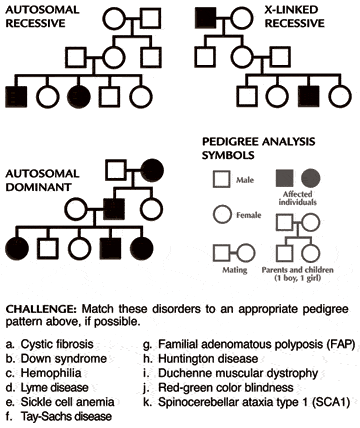 AUTOSOMAL
RECESSIVE
X-LINKED
RECESSIVE
AUTOSOMAL
DOMINANT
PEDIGREE ANALYSIS
SYMBOLS
Male
Affected
individuals
Female
Mating
Parents and children
(1 boy, 1 girl)
CHALLENGE: Match these disorders to an appropriate pedigree
pattern above, if possible.
a. Cystic fibrosis
b. Down syndrome
c. Hemophilia
d. Lyme disease
e. Sickle cell anemia
f. Tay-Sachs disease
g. Familial adenomatous polyposis (FAP)
h. Huntington disease
i. Duchenne muscular dystrophy
j. Red-green color blindness
k. Spinocerebellar ataxia type 1 (SCA1)